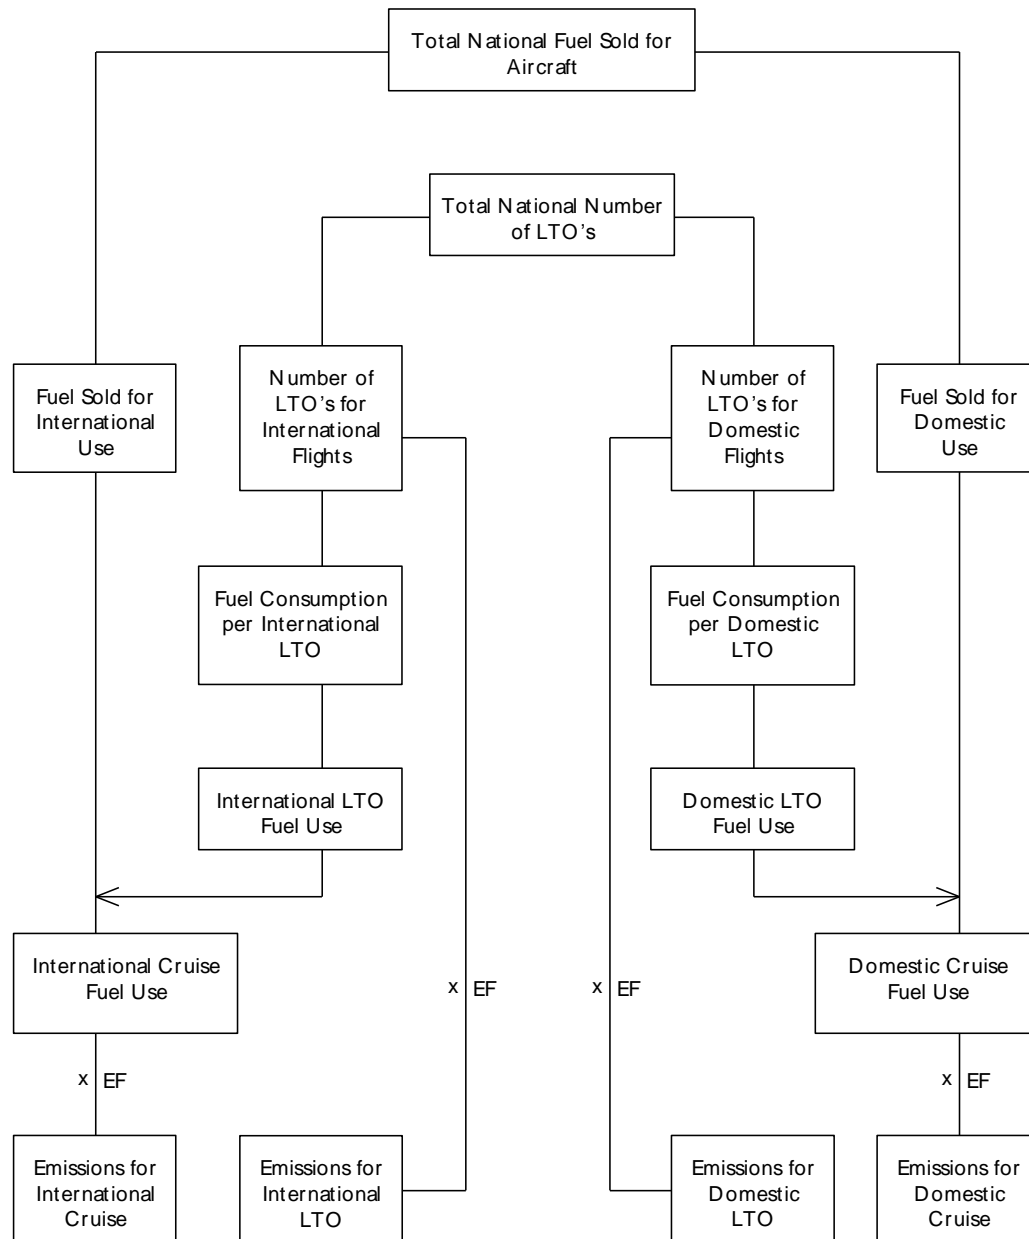 Total National Fuel Sold for
Aircraft
Total National Number
of LTO's
Fuel Sold for
International
Use
Number of
LTO's for
International
Flights
Number of
LTO's for
Domestic
Flights
Fuel Sold for
Domestic
Use
Fuel Consumption
per International
LTO
Fuel Consumption
per Domestic
LTO
International LTO
Fuel Use
Domestic LTO
Fuel Use
International Cruise
Fuel Use
x EF
x EF
Domestic Cruise
Fuel Use
x EF
x EF
Emissions for
International
Cruise
Emissions for
International
LTO
Emissions for
Domestic
LTO
Emissions for
Domestic
Cruise